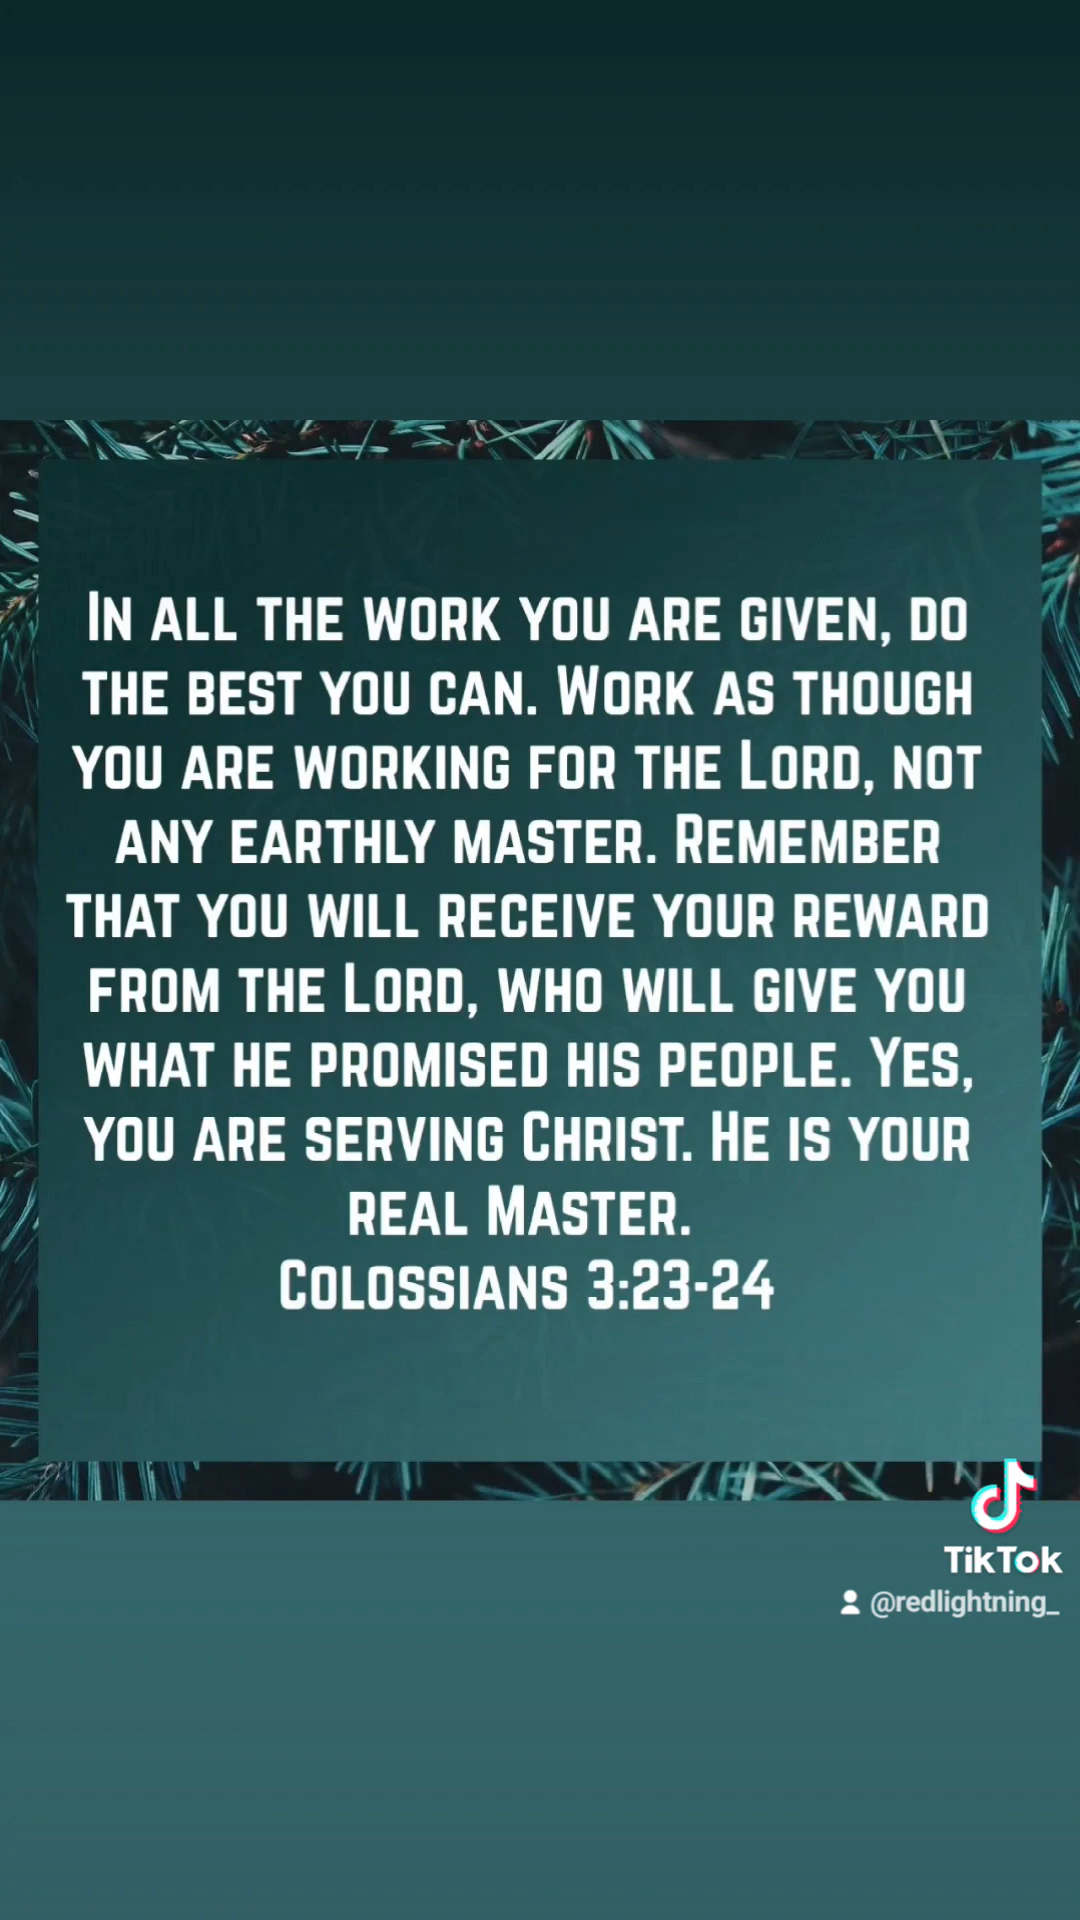 In all the work you are given, do
the best you can. Work as though
you are working for the Lord, not
any earthly master. Remember
that you will receive your reward
from the Lord, who will give you
what he promised his people. Yes,
you are serving Christ. He is your
real Master.
Colossians 3:23-24
TikTok
@redlightning_